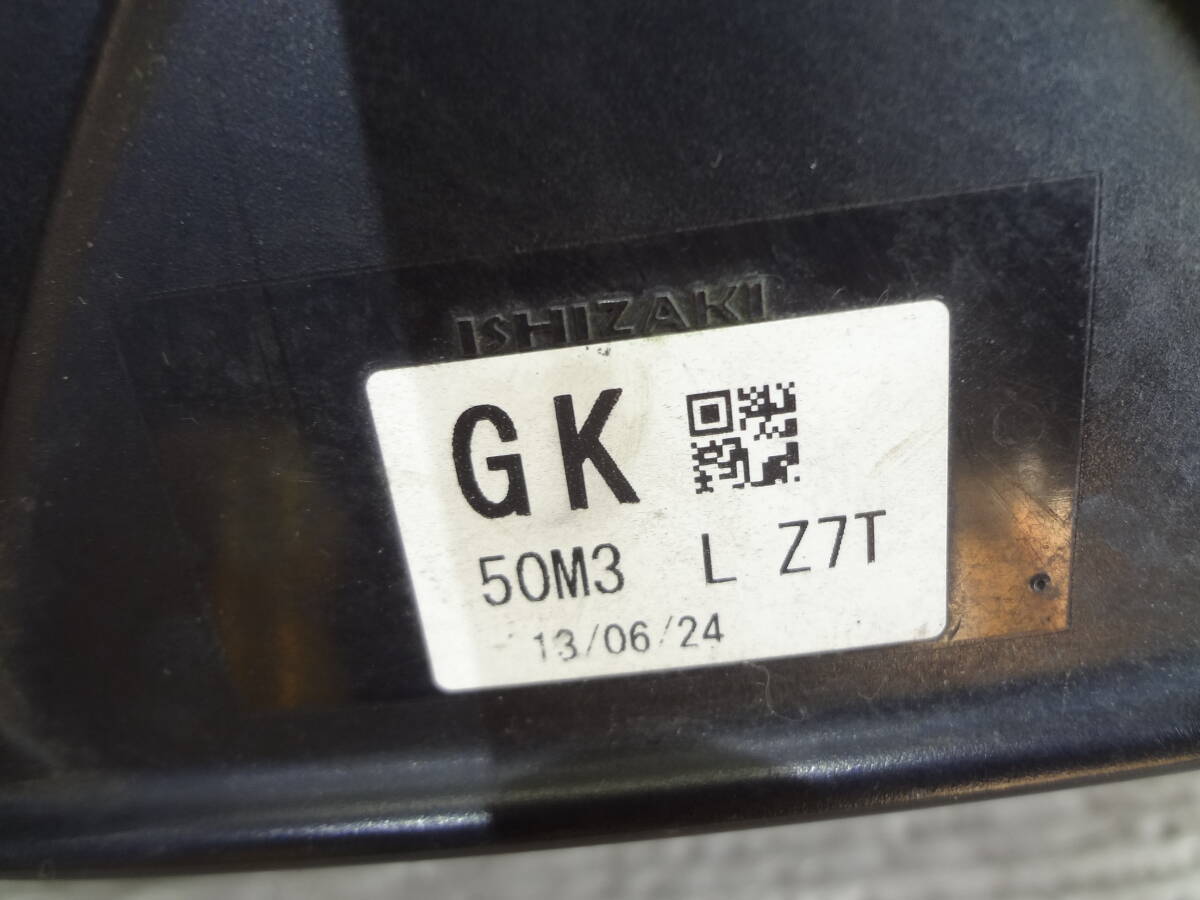 ISHIZAKI
GK
50M3 L Z7T
13/06/24